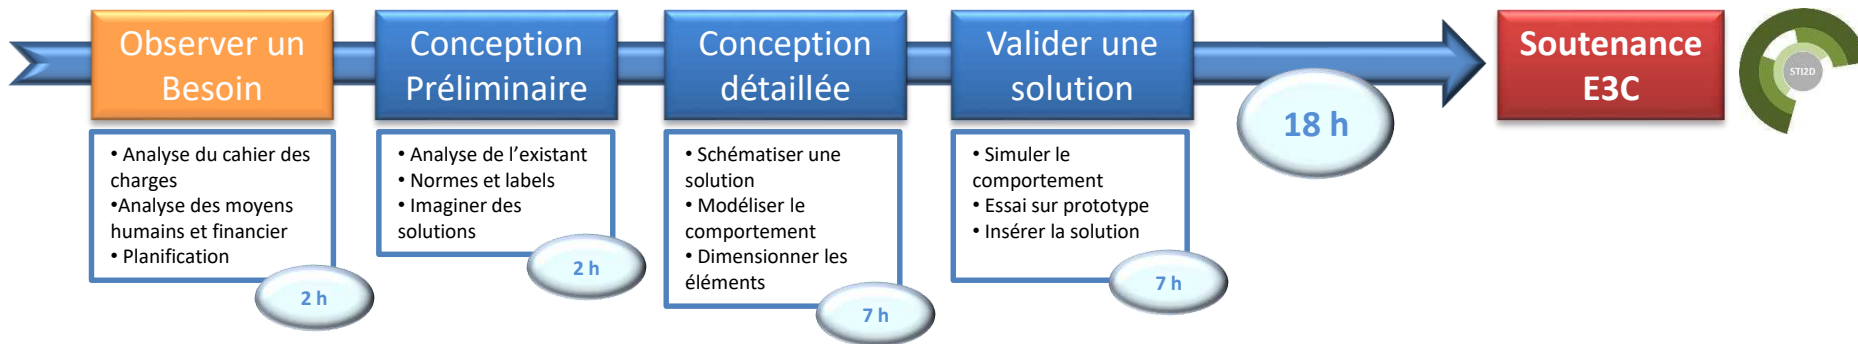 Observer un
Besoin
• Analyse du cahier des
charges
•Analyse des moyens
humains et financier
• Planification
2 h
Conception
Préliminaire
• Analyse de l’existant
• Normes et labels
• Imaginer des
solutions
2 h
Conception
détaillée
• Schématiser une
solution
• Modéliser le
comportement
• Dimensionner les
éléments
7 h
Valider une
solution
• Simuler le
comportement
• Essai sur prototype
• Insérer la solution
7 h
18 h
Soutenance
E3C
STI2D